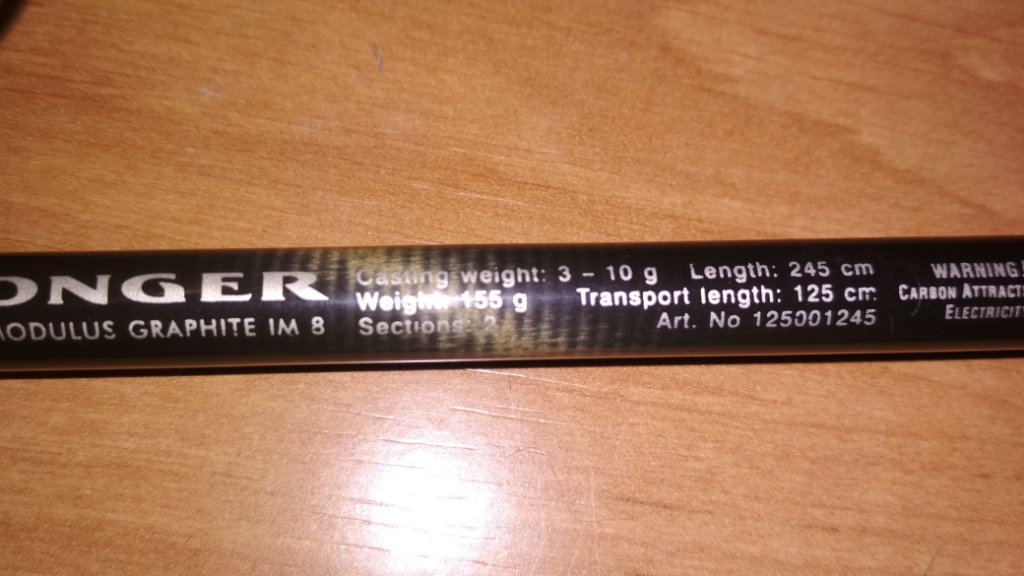 ONGER
MODULUS GRAPHITE IM 8
Casting weight: 3 - 10 g
Weight: 155 g
Sections: 2
Length: 245 cm
Transport length: 125 cm
Art. No 125001245
WARNING
CARBON ATTRACT
ELECTRICITY